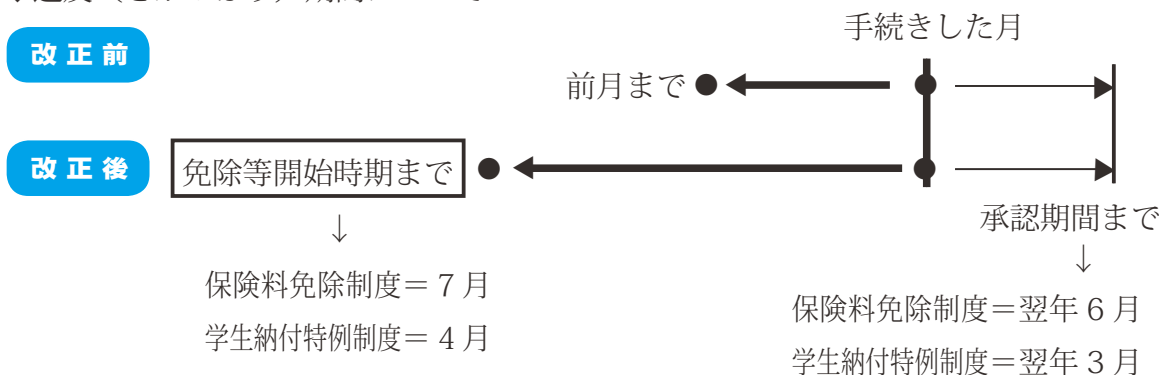 手続きした月
改正前
前月まで
改正後
免除等開始時期まで
承認期間まで
↓
↓
保険料免除制度＝７月
学生納付特例制度＝４月
保険料免除制度＝翌年６月
学生納付特例制度＝翌年３月